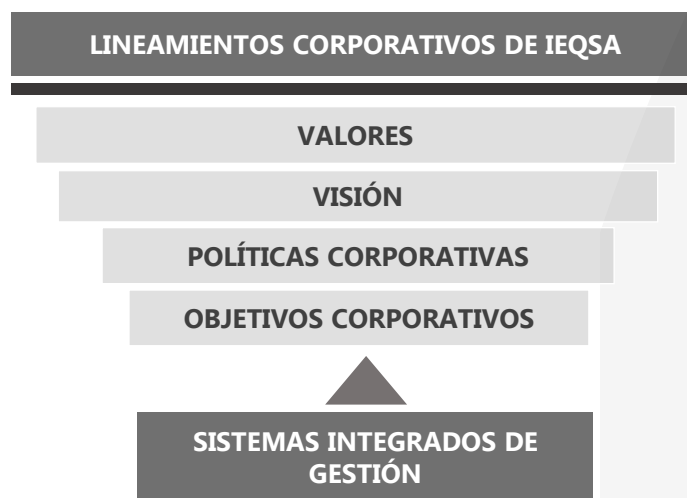 LINEAMIENTOS CORPORATIVOS DE IEQSA
VALORES
VISIÓN
POLÍTICAS CORPORATIVAS
OBJETIVOS CORPORATIVOS
SISTEMAS INTEGRADOS DE
GESTIÓN